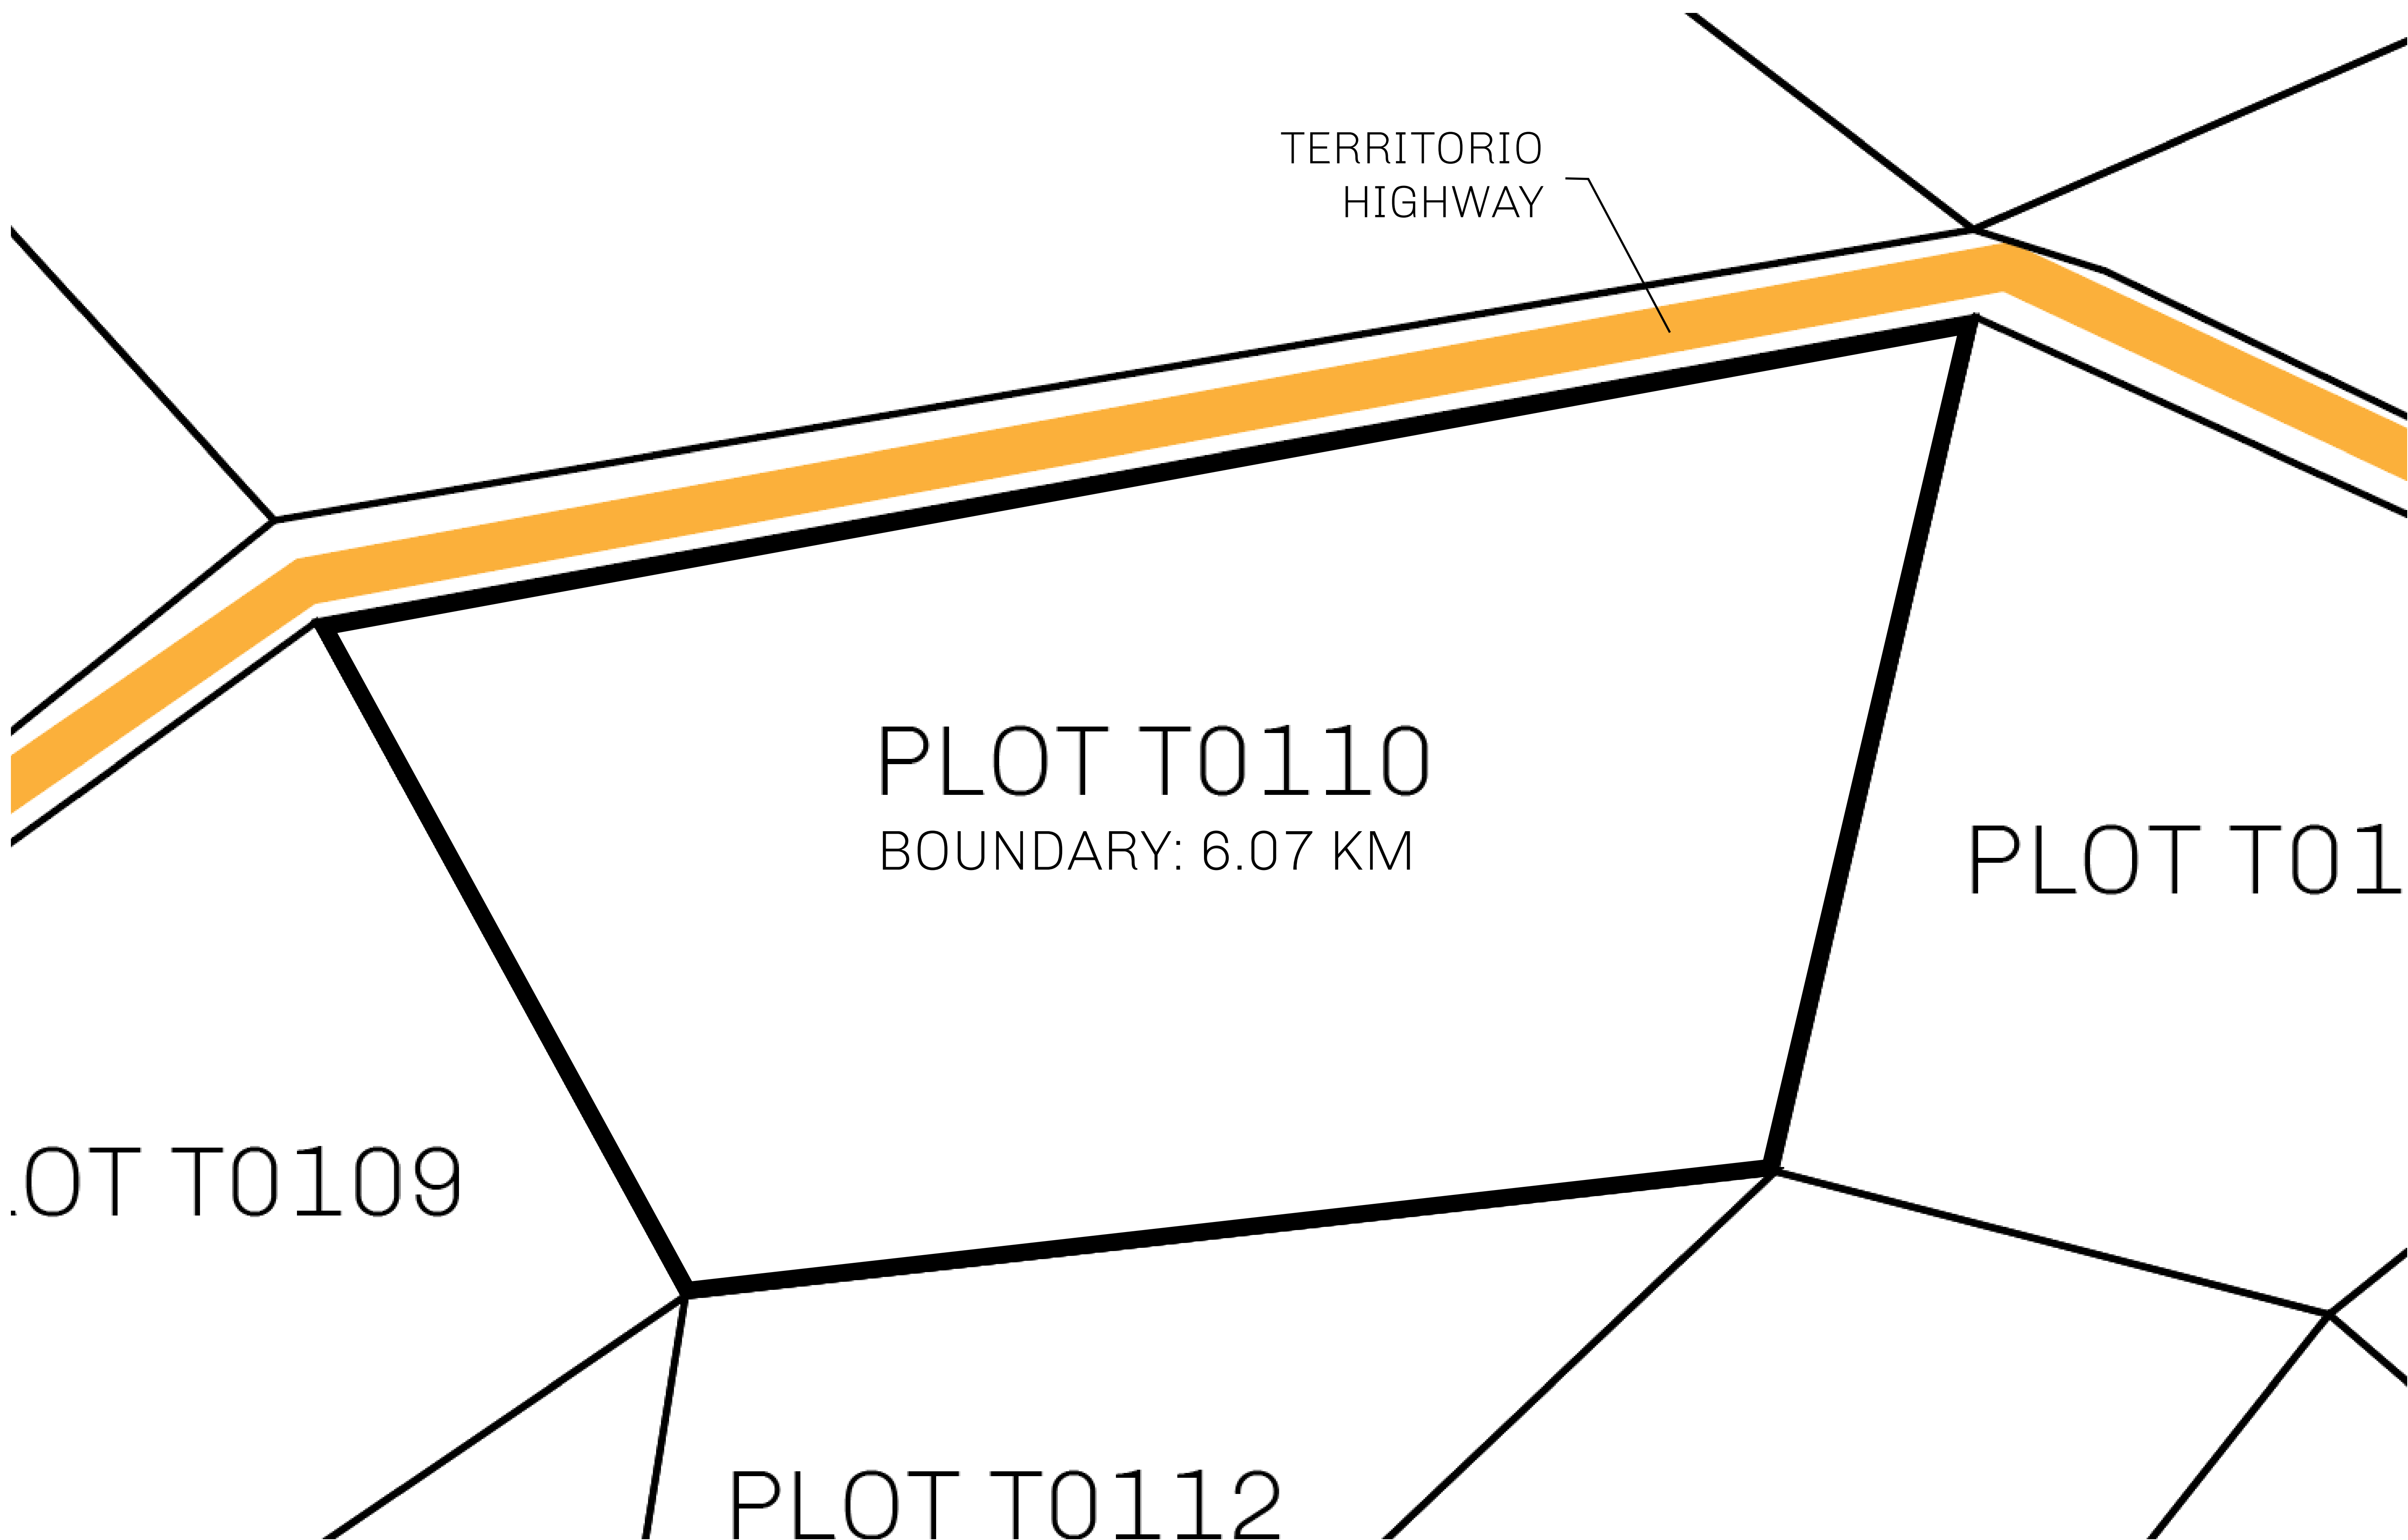 TERRITORIO
HIGHWAY
PLOT T0110
BOUNDARY: 6.07 KM
PLOT T01
OT T0109
PLOT T0112